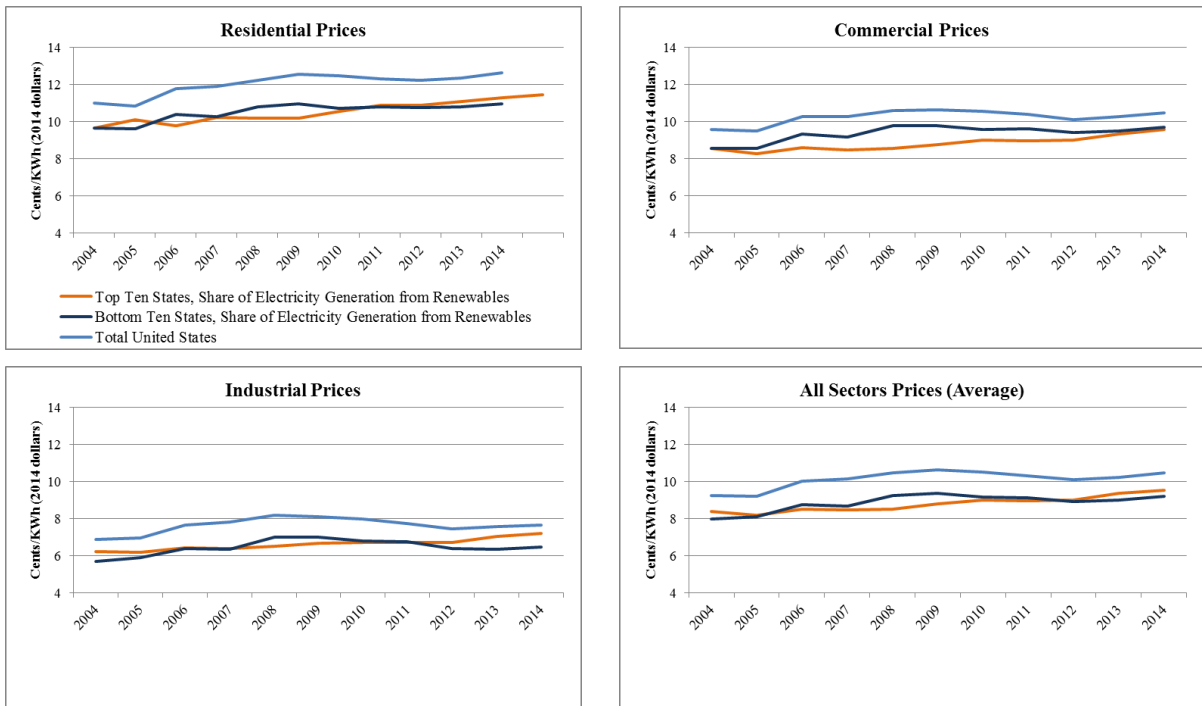 Residential Prices
Cents/KWh (2014 dollars)
14
12
10
8
6
4
2004 2005 2006 2007 2008 2009 2010 2011 2012 2013 2014
Top Ten States, Share of Electricity Generation from Renewables
Bottom Ten States, Share of Electricity Generation from Renewables
Total United States
Commercial Prices
Cents/KWh (2014 dollars)
14
12
10
8
6
4
2004 2005 2006 2007 2008 2009 2010 2011 2012 2013 2014
Industrial Prices
Cents/KWh (2014 dollars)
14
12
10
8
6
4
2004 2005 2006 2007 2008 2009 2010 2011 2012 2013 2014
All Sectors Prices (Average)
Cents/KWh (2014 dollars)
14
12
10
8
6
4
2004 2005 2006 2007 2008 2009 2010 2011 2012 2013 2014